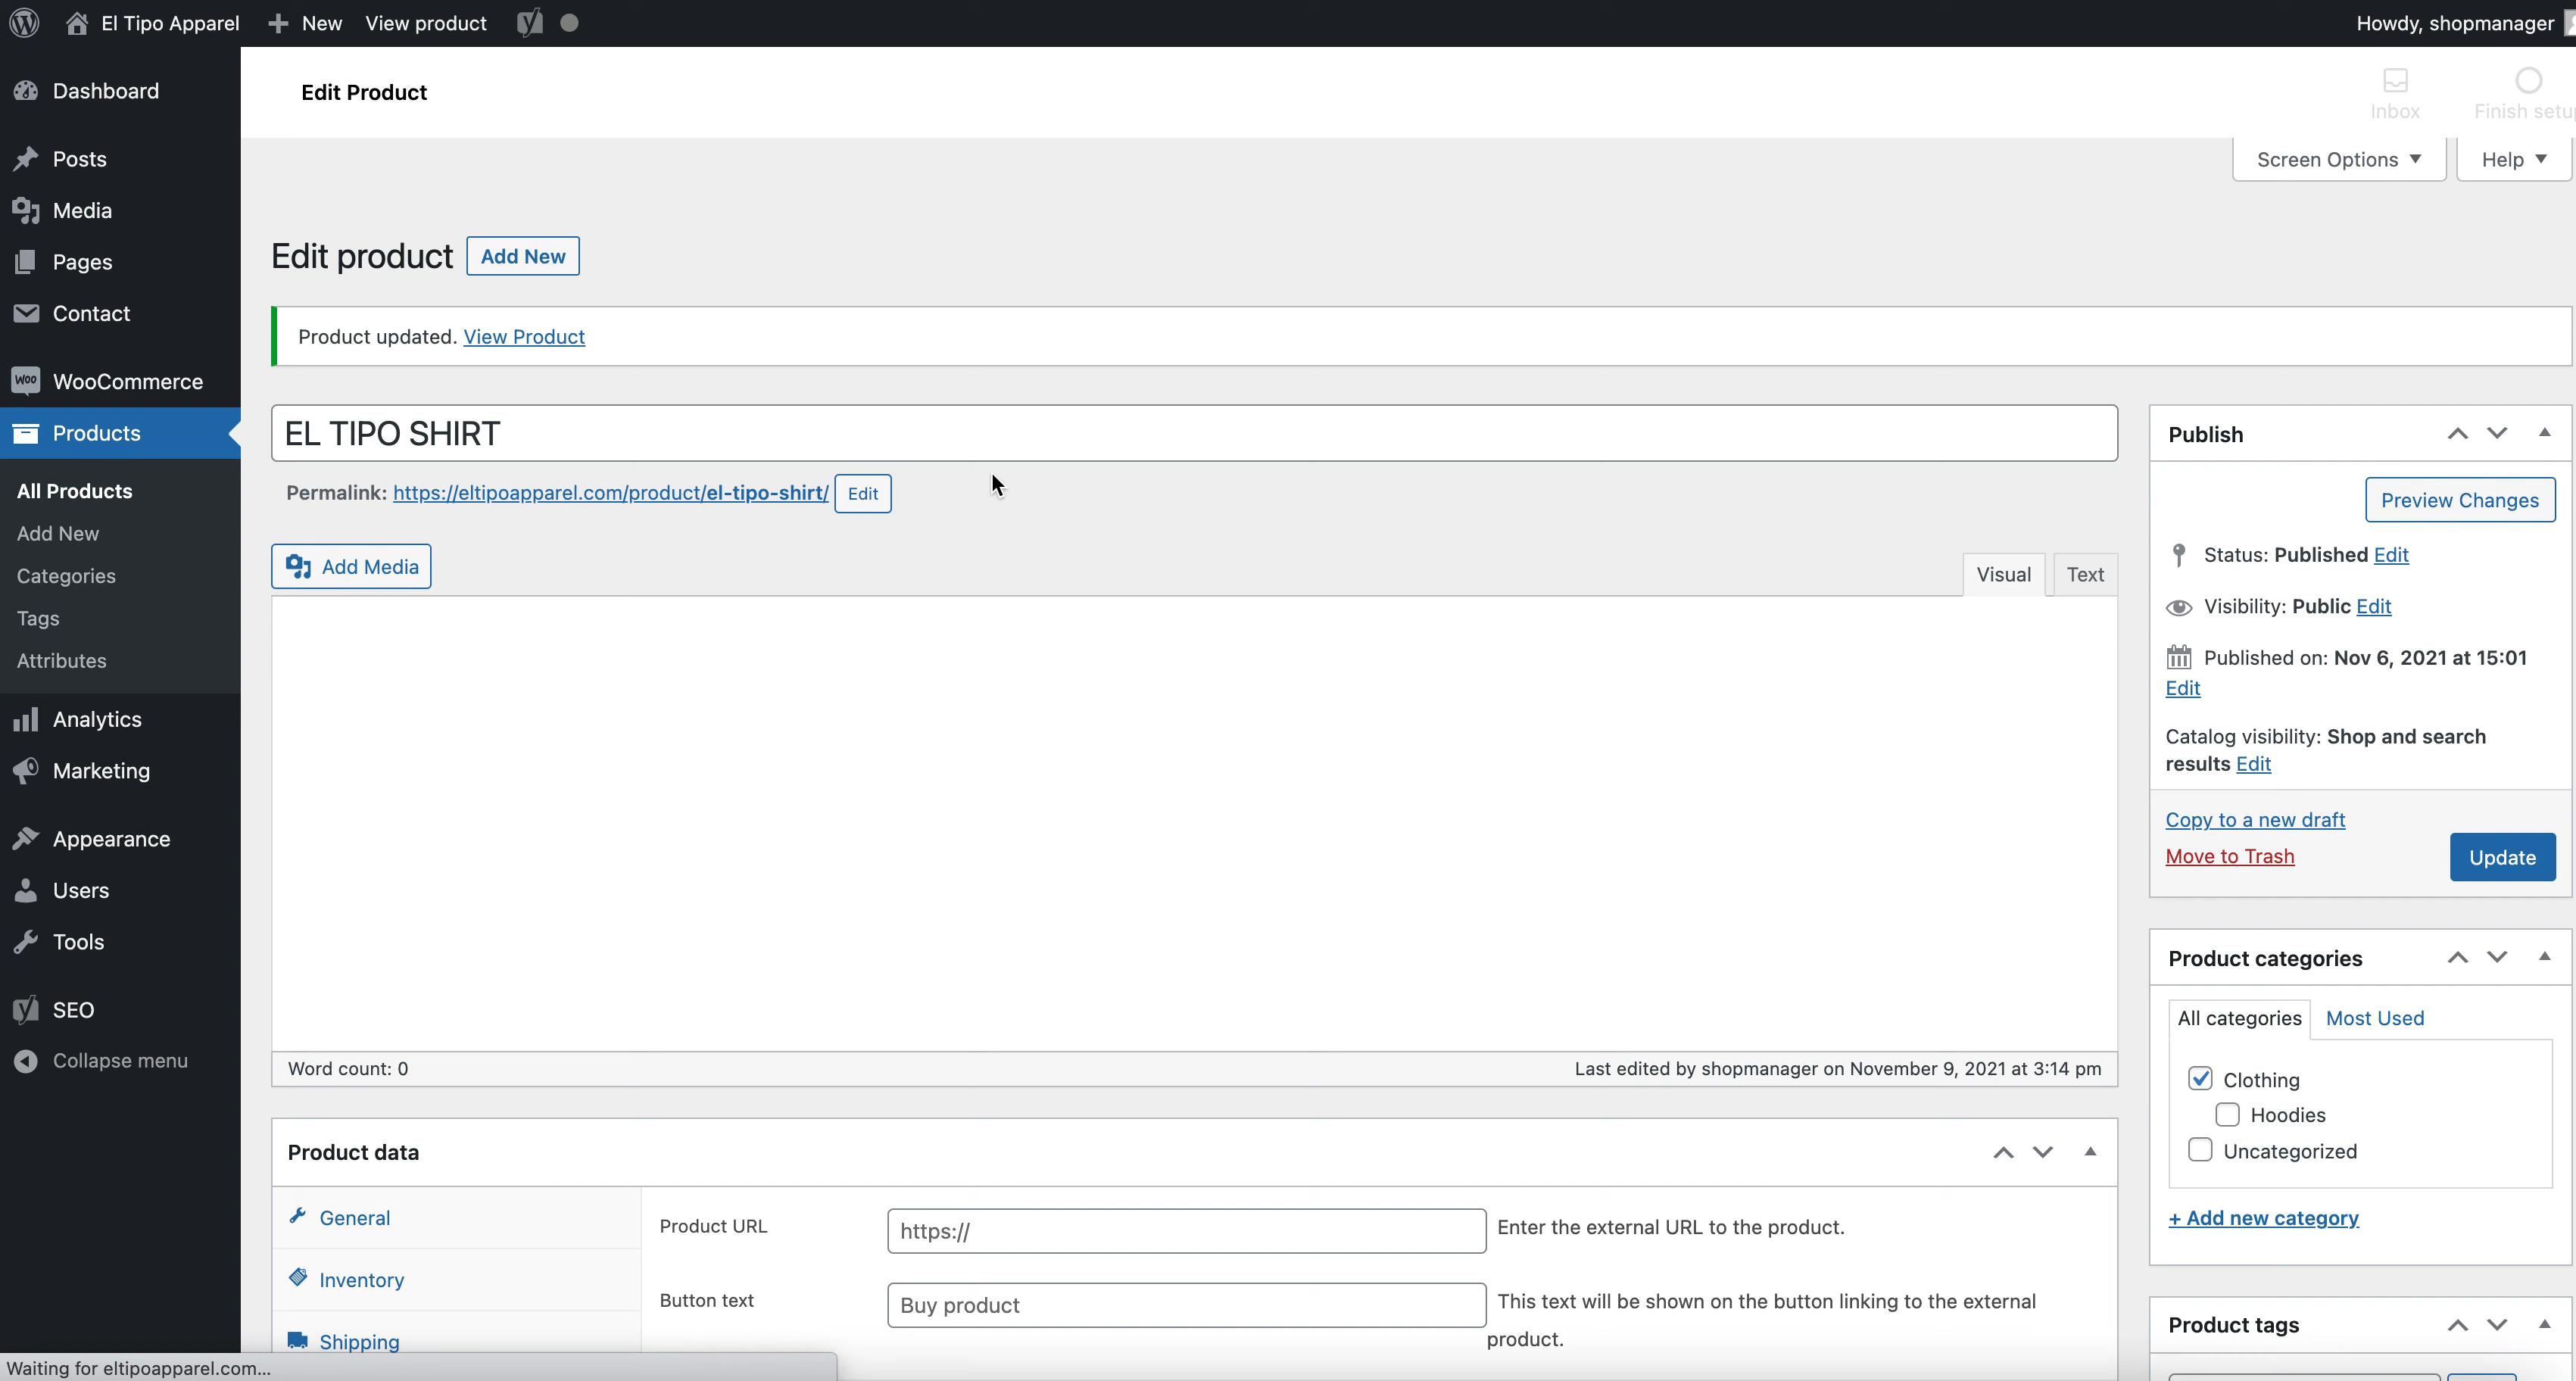 El Tipo Apparel New View product Howdy, shopmanager
Dashboard
Posts
Media
Pages
Contact
WooCommerce
Products
All Products
Add New
Categories
Tags
Attributes
Analytics
Marketing
Appearance
Users
Tools
SEO
Collapse menu
Edit Product
Inbox
Finish setu
Screen Options
Help
Edit product Add New
Product updated. View Product
EL TIPO SHIRT
Permalink: https://eltipoapparel.com/product/el-tipo-shirt/ Edit
Add Media
Visual Text
Word count: 0
Last edited by shopmanager on November 9, 2021 at 3:14 pm
Product data
General
Inventory
Shipping
Product URL https:// Enter the external URL to the product.
Button text Buy product This text will be shown on the button linking to the external
product.
Publish
Preview Changes
Status: Published Edit
Visibility: Public Edit
Published on: Nov 6, 2021 at 15:01
Edit
Catalog visibility: Shop and search
results Edit
Copy to a new draft
Move to Trash
Update
Product categories
All categories Most Used
Clothing
Hoodies
Uncategorized
+ Add new category
Product tags
Waiting for eltipoapparel.com...